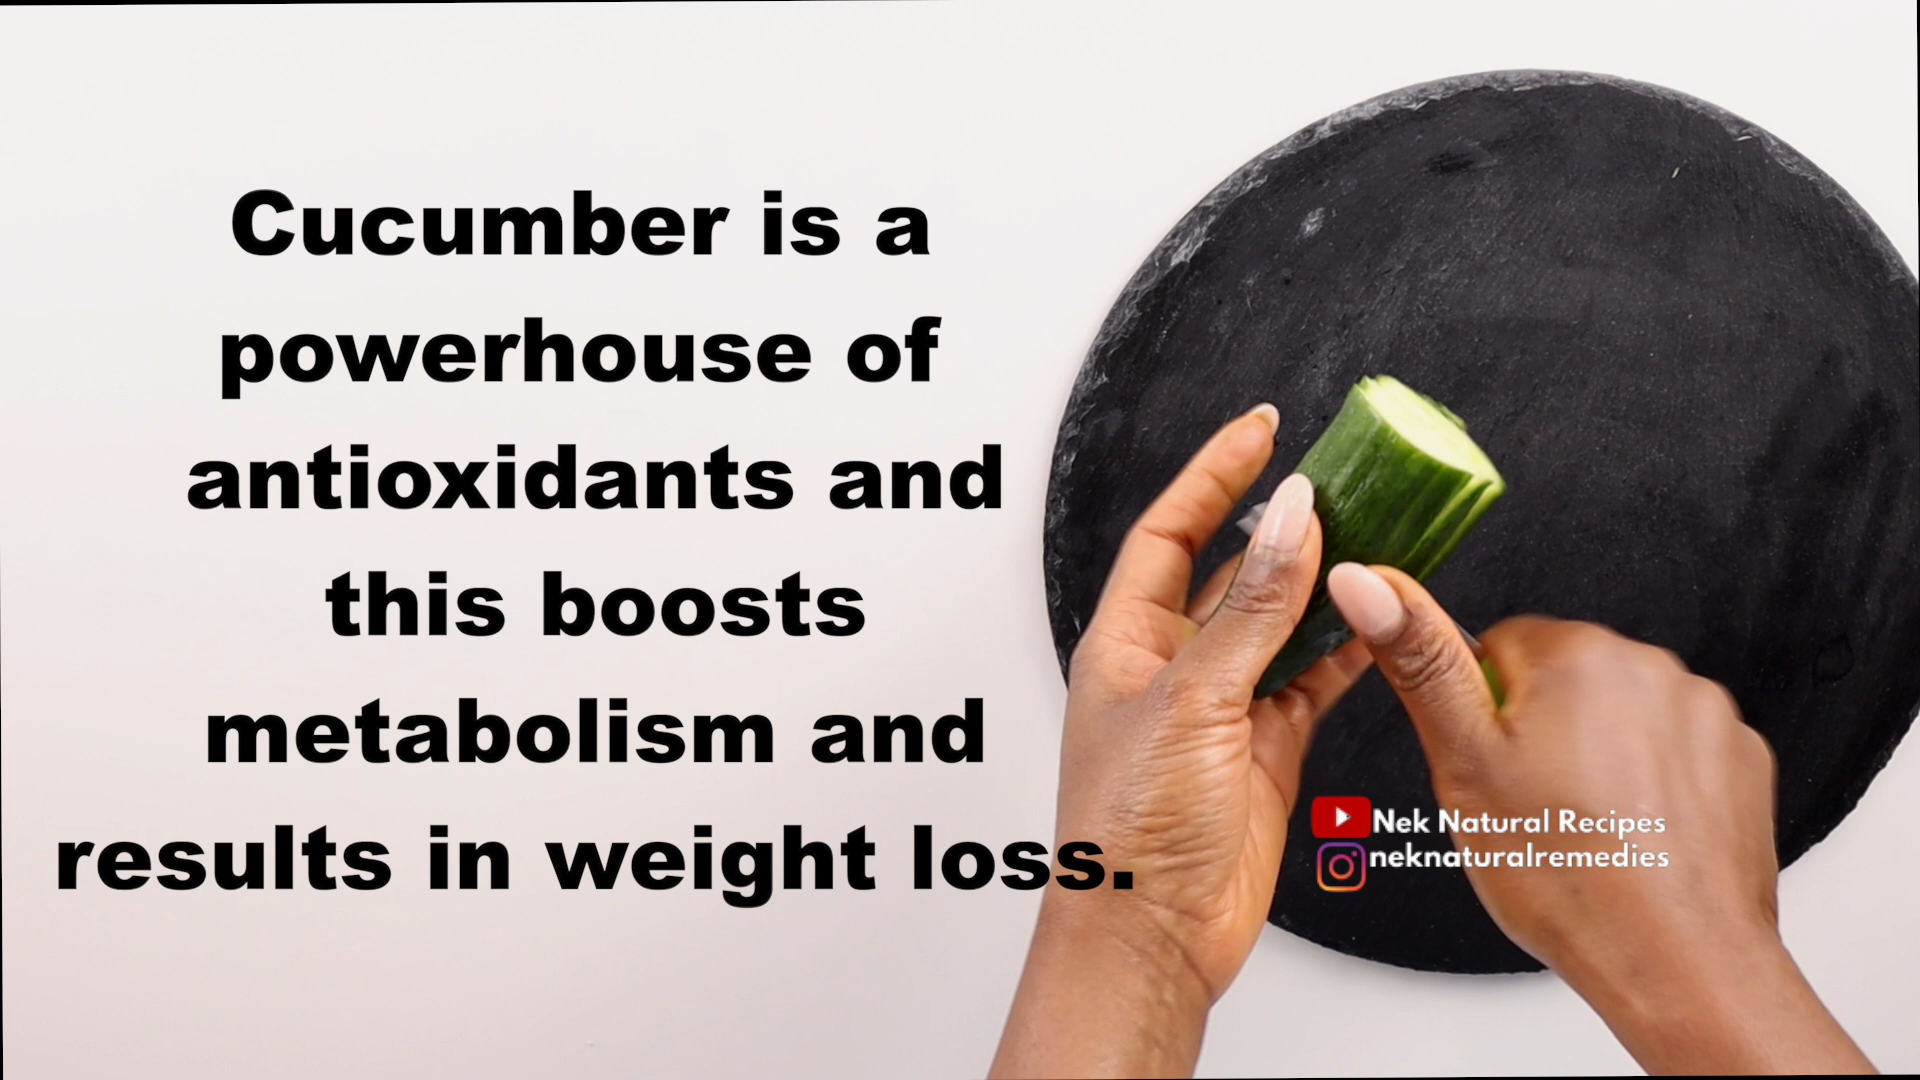 Cucumber is a
powerhouse of
antioxidants and
this boosts
metabolism and
results in weight loss.
Nek Natural Recipes
neknaturalremedies